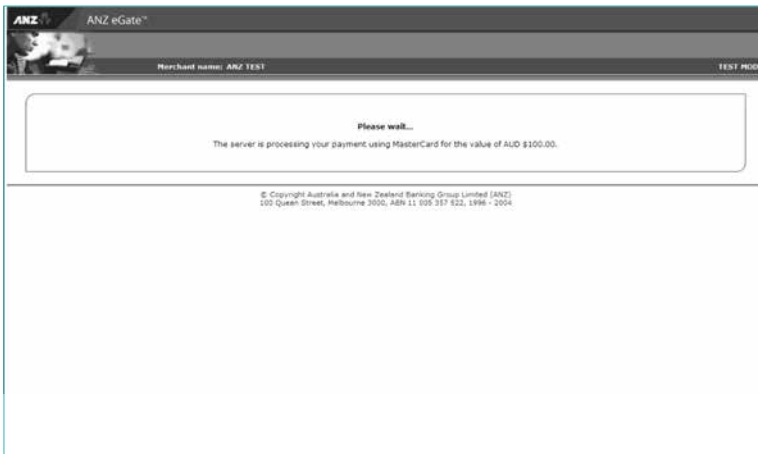 ANZ ANZ eGate™
Merchant name: ANZ TEST TEST MOD
Please wait...
The server is processing your payment using MasterCard for the value of AUD $100.00.
© Copyright Australia and New Zealand Banking Group Limited (ANZ)
100 Queen Street, Melbourne 3000, ABN 11 005 357 522, 1996 - 2004